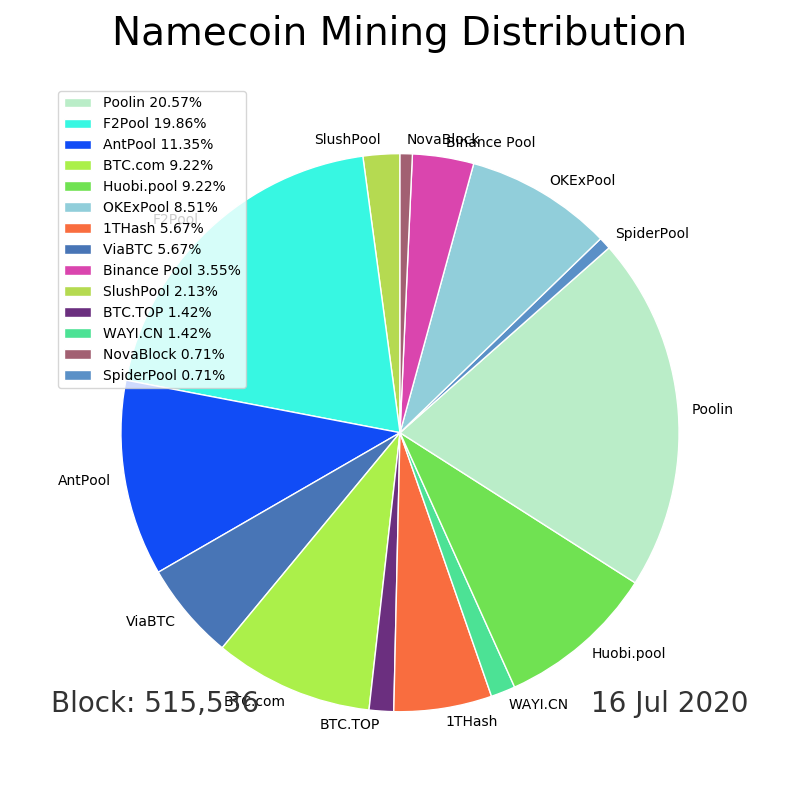 Namecoin Mining Distribution
Poolin 20.57%
F2Pool 19.86%
AntPool 11.35%
BTC.com 9.22%
Huobi.pool 9.22%
OKExPool 8.51%
1THash 5.67%
ViaBTC 5.67%
Binance Pool 3.55%
SlushPool 2.13%
BTC.TOP 1.42%
WAYI.CN 1.42%
NovaBlock 0.71%
SpiderPool 0.71%
SlushPool
NovaBlock
Binance Pool
OKExPool
SpiderPool
F2Pool
Poolin
AntPool
ViaBTC
Huobi.pool
BTC.com
WAYI.CN
BTC.TOP
1THash
Block: 515,536
16 Jul 2020